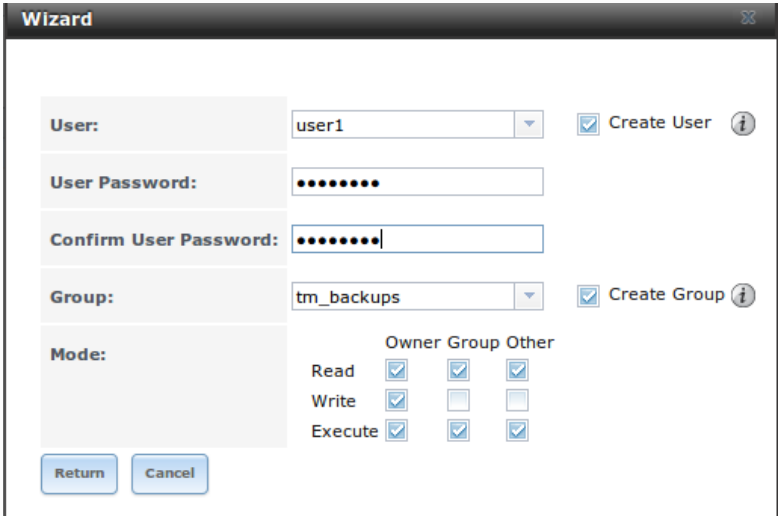 Wizard
User: user1 Create User i
User Password: ••••••••
Confirm User Password: ••••••••
Group: tm_backups Create Group i
Mode:
Owner Group Other
Read
Write
Execute
Return Cancel